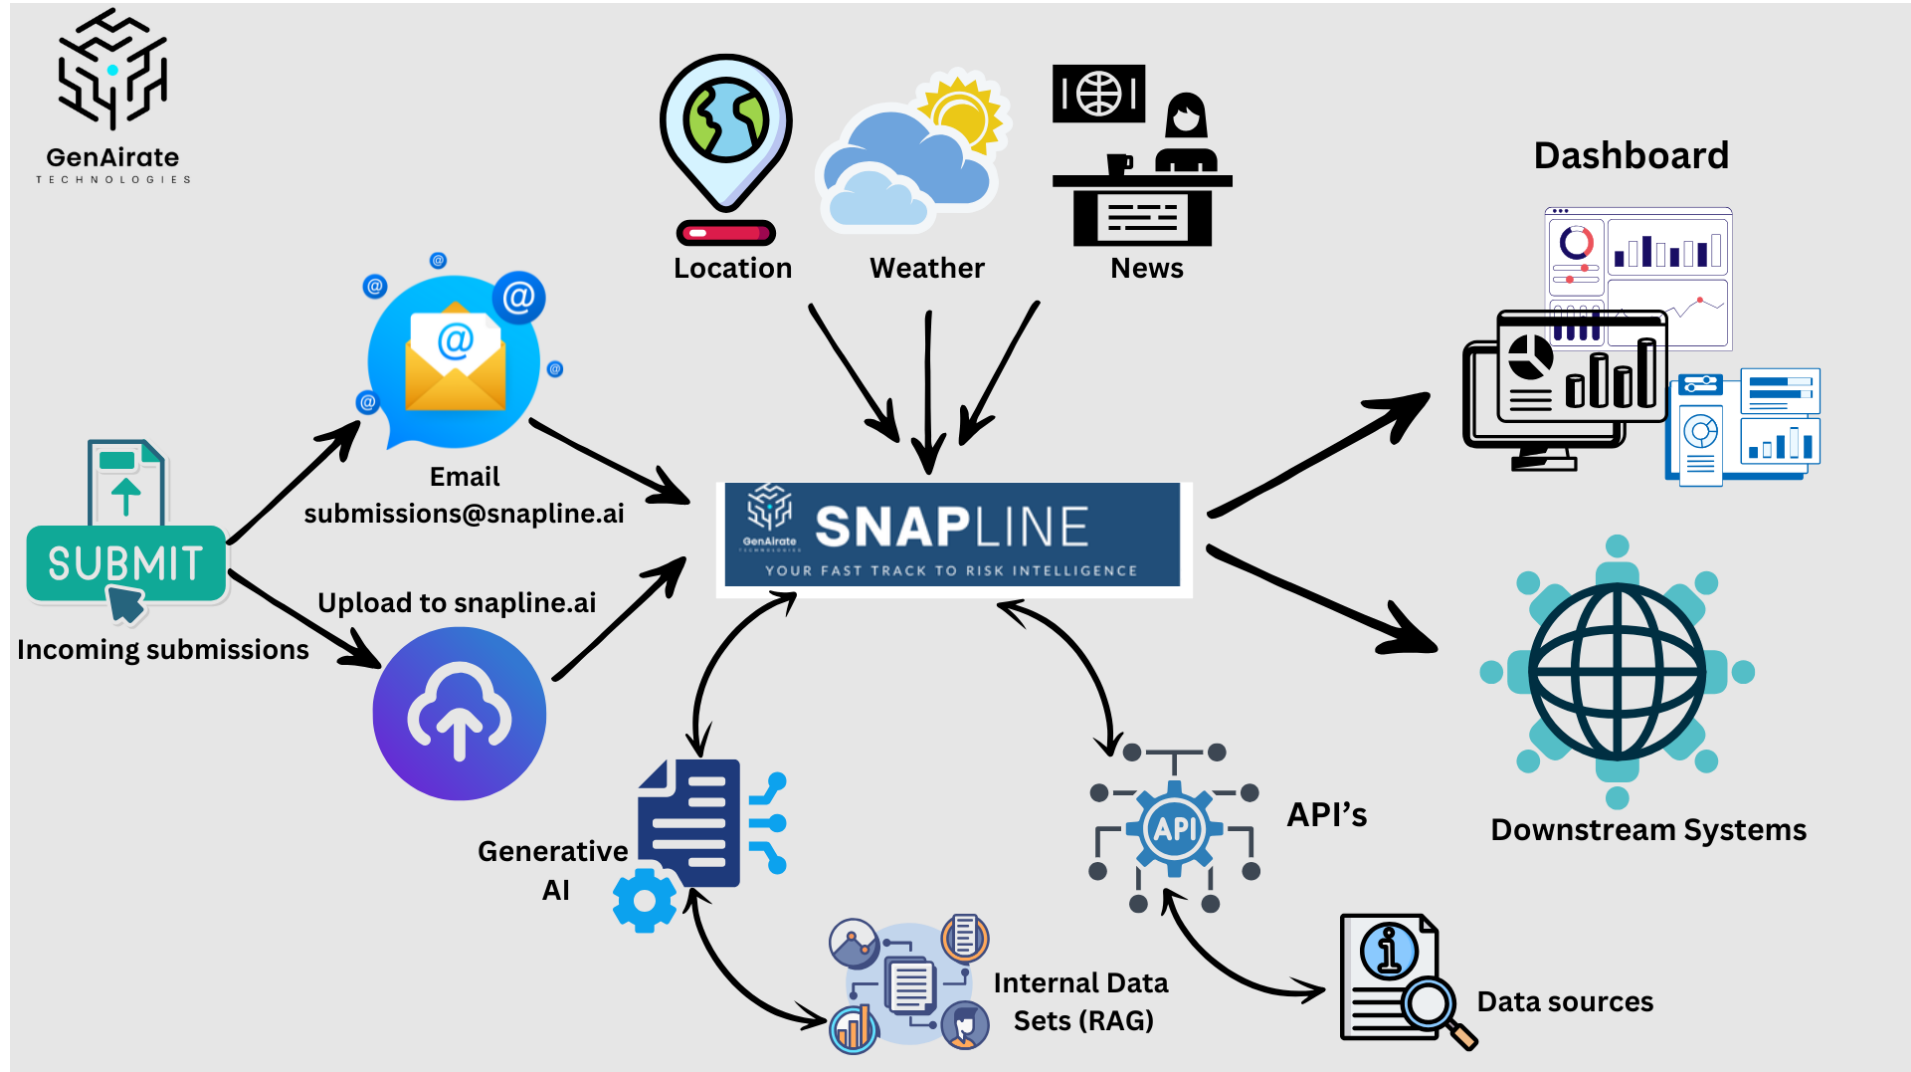 GenAirate
TECHNOLOGIES
Location
Weather
News
Dashboard
@
@
@
@
@
@
Email
submissions@snapline.ai
SUBMIT
Incoming submissions
Upload to snapline.ai
GenAirate
TECHNOLOGIES
SNAPLINE
YOUR FAST TRACK TO RISK INTELLIGENCE
Generative
AI
API
API's
Downstream Systems
Internal Data
Sets (RAG)
i
Data sources